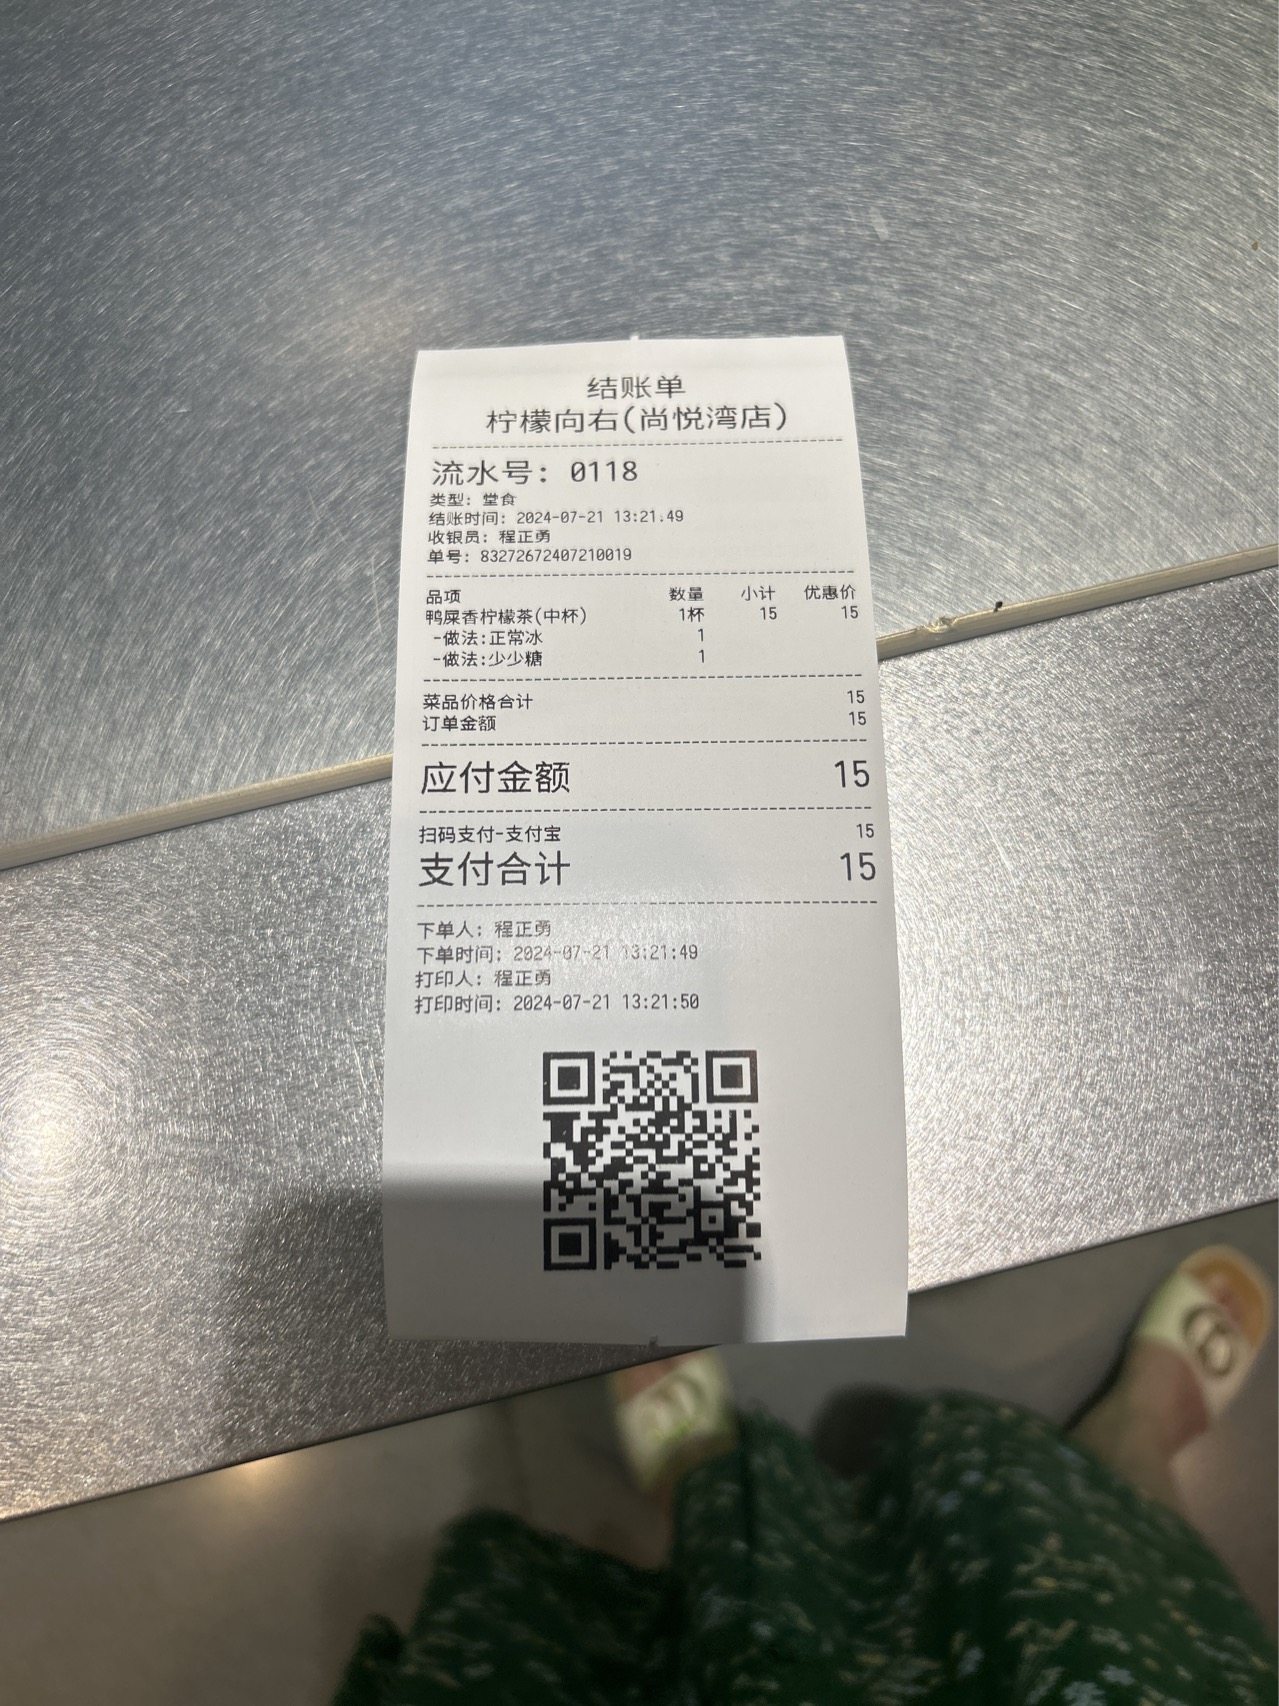 结账单
柠檬向右(尚悦湾店)
流水号: 0118
类型: 堂食
结账时间: 2024-07-21 13:21:49
收银员: 程正勇
单号: 83272672407210019
品项 数量 小计 优惠价
鸭屎香柠檬茶(中杯) 1杯 15 15
-做法:正常冰 1
-做法:少少糖 1
菜品价格合计 15
订单金额 15
应付金额 15
扫码支付-支付宝 15
支付合计 15
下单人: 程正勇
下单时间: 2024-07-21 13:21:49
打印人: 程正勇
打印时间: 2024-07-21 13:21:50